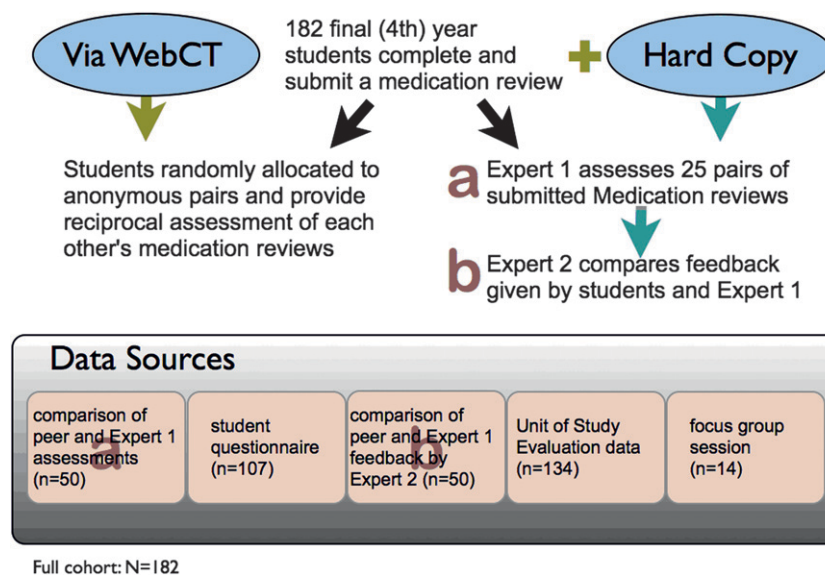 Via WebCT
182 final (4th) year
students complete and
submit a medication review
+
Hard Copy
Students randomly allocated to
anonymous pairs and provide
reciprocal assessment of each
other's medication reviews
a
Expert 1 assesses 25 pairs of
submitted Medication reviews
b
Expert 2 compares feedback
given by students and Expert 1
Data Sources
comparison of
peer and Expert 1
assessments
(n=50)
a
student
questionnaire
(n=107)
comparison of
peer and Expert 1
feedback by
Expert 2 (n=50)
b
Unit of Study
Evaluation data
(n=134)
focus group
session
(n=14)
Full cohort: N=182